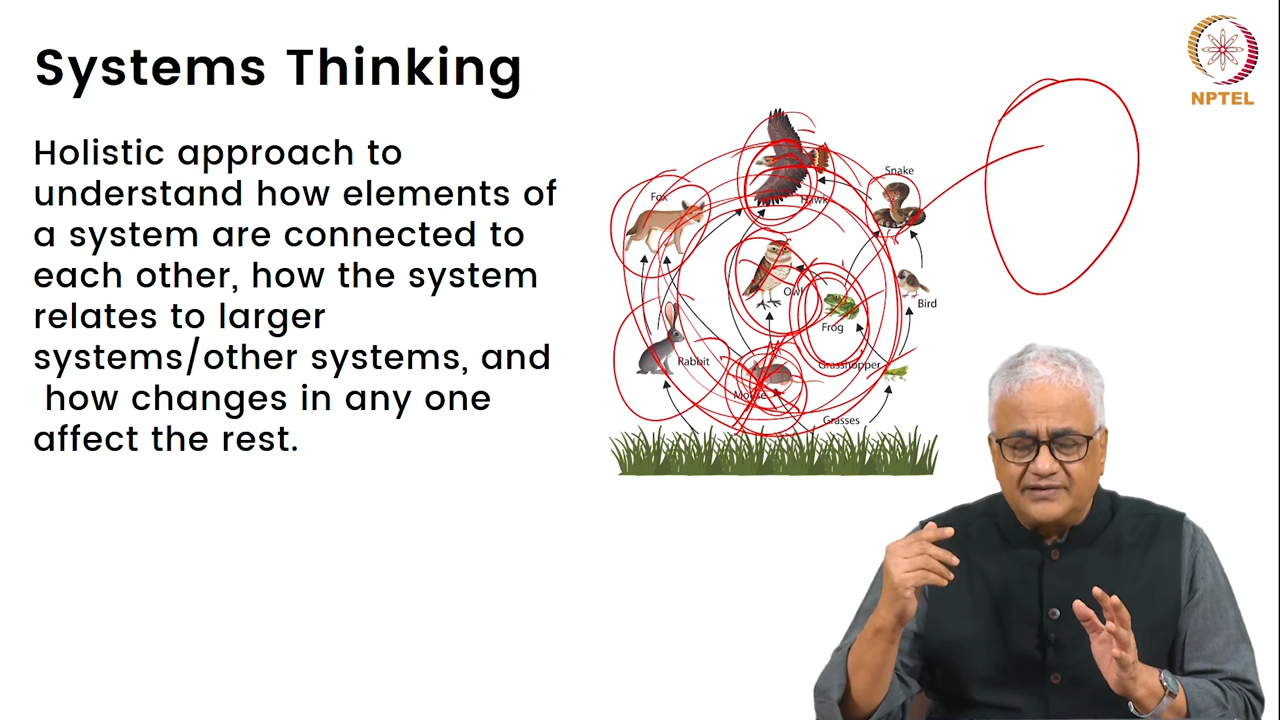 Systems Thinking
NPTEL
Holistic approach to
understand how elements of
a system are connected to
each other, how the system
relates to larger
systems/other systems, and
how changes in any one
affect the rest.
Snake
Fox
Hawk
Owl
Bird
Frog
Rabbit
Grasshopper
Mouse
Grasses